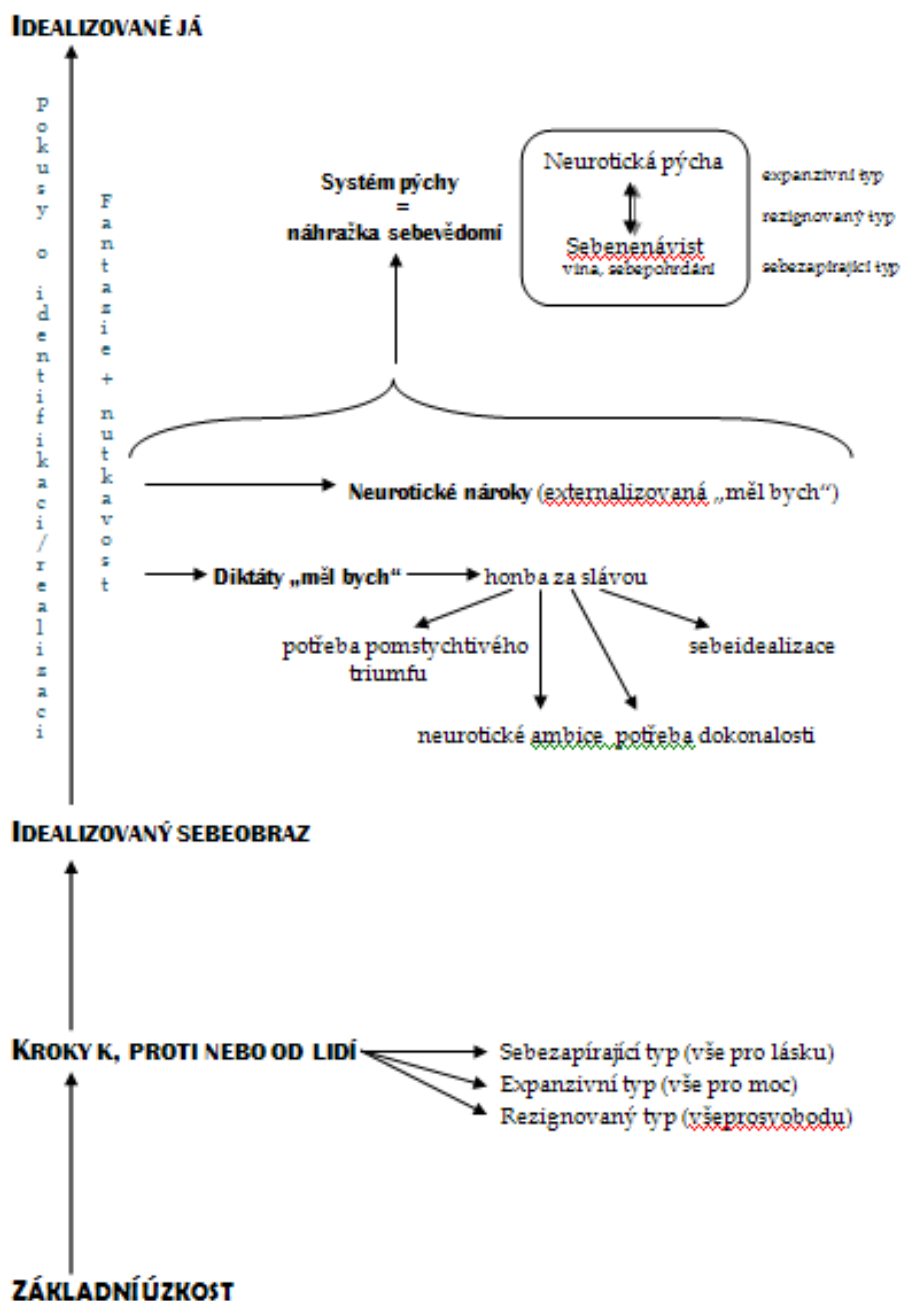 IDEALIZOVANÉ JÁ
Pokusy o identifikaci/realizaci
Fantazie + nutkavost
Systém pýchy
=
náhražka sebevědomí
Neurotická pýcha
Sebenenávist
vina, sebepohrdání
expanzivní typ
rezignovaný typ
sebezapírající typ
Neurotické nároky (externalizovaná „měl bych“)
Diktáty „měl bych“
honba za slávou
potřeba pomstychtivého
triumfu
sebeidealizace
neurotické ambice potřeba dokonalosti
IDEALIZOVANÝ SEBEOBRAZ
KROKY K, PROTI NEBO OD LIDÍ
Sebezapírající typ (vše pro lásku)
Expanzivní typ (vše pro moc)
Rezignovaný typ (všeprosvobodu)
ZÁKLADNÍ ÚZKOST